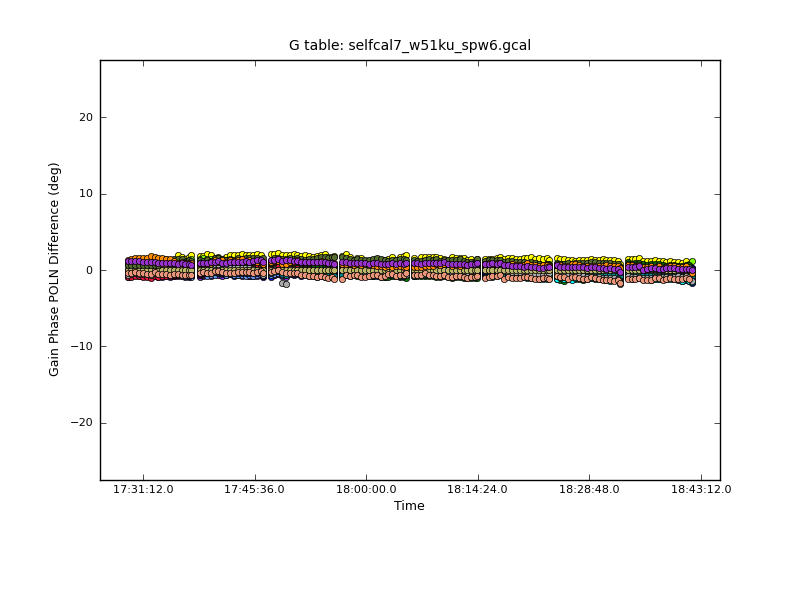 G table: selfcal7_w51ku_spw6.gcal
20
10
0
−10
−20
Gain Phase POLN Difference (deg)
17:31:12.0 17:45:36.0 18:00:00.0 18:14:24.0 18:28:48.0 18:43:12.0
Time